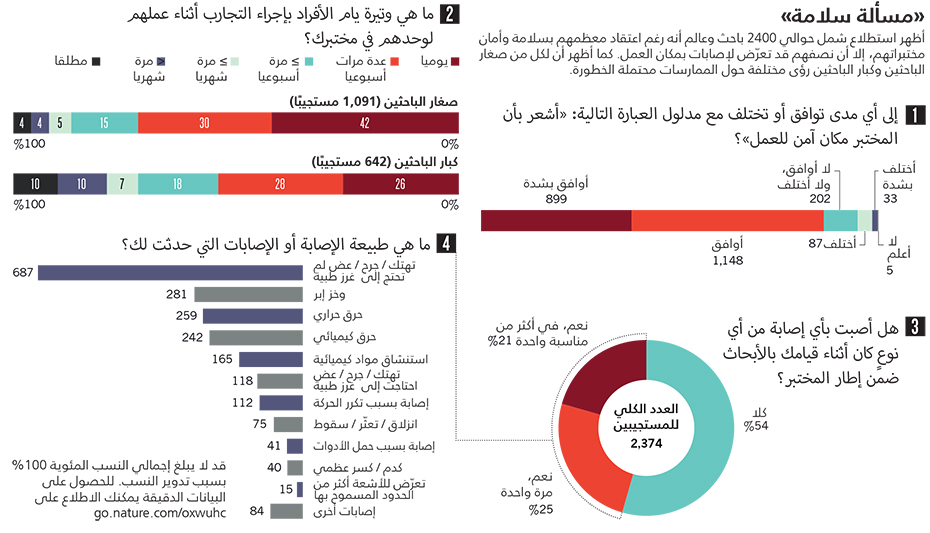 «مسألة سلامة»
أظهر استطلاع شمل حوالي 2400 باحث وعالم أنه رغم اعتقاد معظمهم بسلامة وأمان
مختبراتهم، إلا أن نصفهم قد تعرّض لإصابات بمكان العمل. كما أظهر أن لكل من صغار
الباحثين وكبار الباحثين رؤى مختلفة حول الممارسات محتملة الخطورة.
1 إلى أي مدى توافق أو تختلف مع مدلول العبارة التالية: «أشعر بأن
المختبر مكان آمن للعمل»؟
أوافق بشدة
899
أوافق
1,148
لا أوافق،
ولا أختلف
202
أختلف 87
أختلف
بشدة
33
لا
أعلم
5
2 ما هي وتيرة يام الأفراد بإجراء التجارب أثناء عملهم
لوحدهم في مختبرك؟
يوميا
عدة مرات
أسبوعيا
≥ مرة
أسبوعيا
≥ مرة
شهريا
< مرة
شهريا
مطلقا
صغار الباحثين (1,091 مستجيبًا)
42 30 15 5 4 4
0% %100
كبار الباحثين (642 مستجيبًا)
26 28 18 7 10 10
0% %100
3 هل أصبت بأي إصابة من أي
نوعٍ كان أثناء قيامك بالأبحاث
ضمن إطار المختبر؟
نعم، في أكثر من
مناسبة واحدة 21%
كلا
%54
نعم،
مرة واحدة
%25
العدد الكلي
للمستجيبين
2,374
4 ما هي طبيعة الإصابة أو الإصابات التي حدثت لك؟
تهتك / جرح / عض لم
تحتج إلى غرز طبية
687
وخز إبر 281
حرق حراري 259
حرق كيميائي 242
استنشاق مواد كيميائية 165
تهتك / جرح / عض
احتاجت إلى غرز طبية
118
إصابة بسبب تكرر الحركة 112
انزلاق / تعثّر / سقوط 75
إصابة بسبب حمل الأدوات 41
كدم / كسر عظمي 40
تعرّض للأشعة أكثر من
الحدود المسموح بها
15
إصابات أخرى 84
قد لا يبلغ إجمالي النسب المئوية 100%
بسبب تدوير النسب. للحصول على
البيانات الدقيقة يمكنك الاطلاع على
go.nature.com/oxwuhc